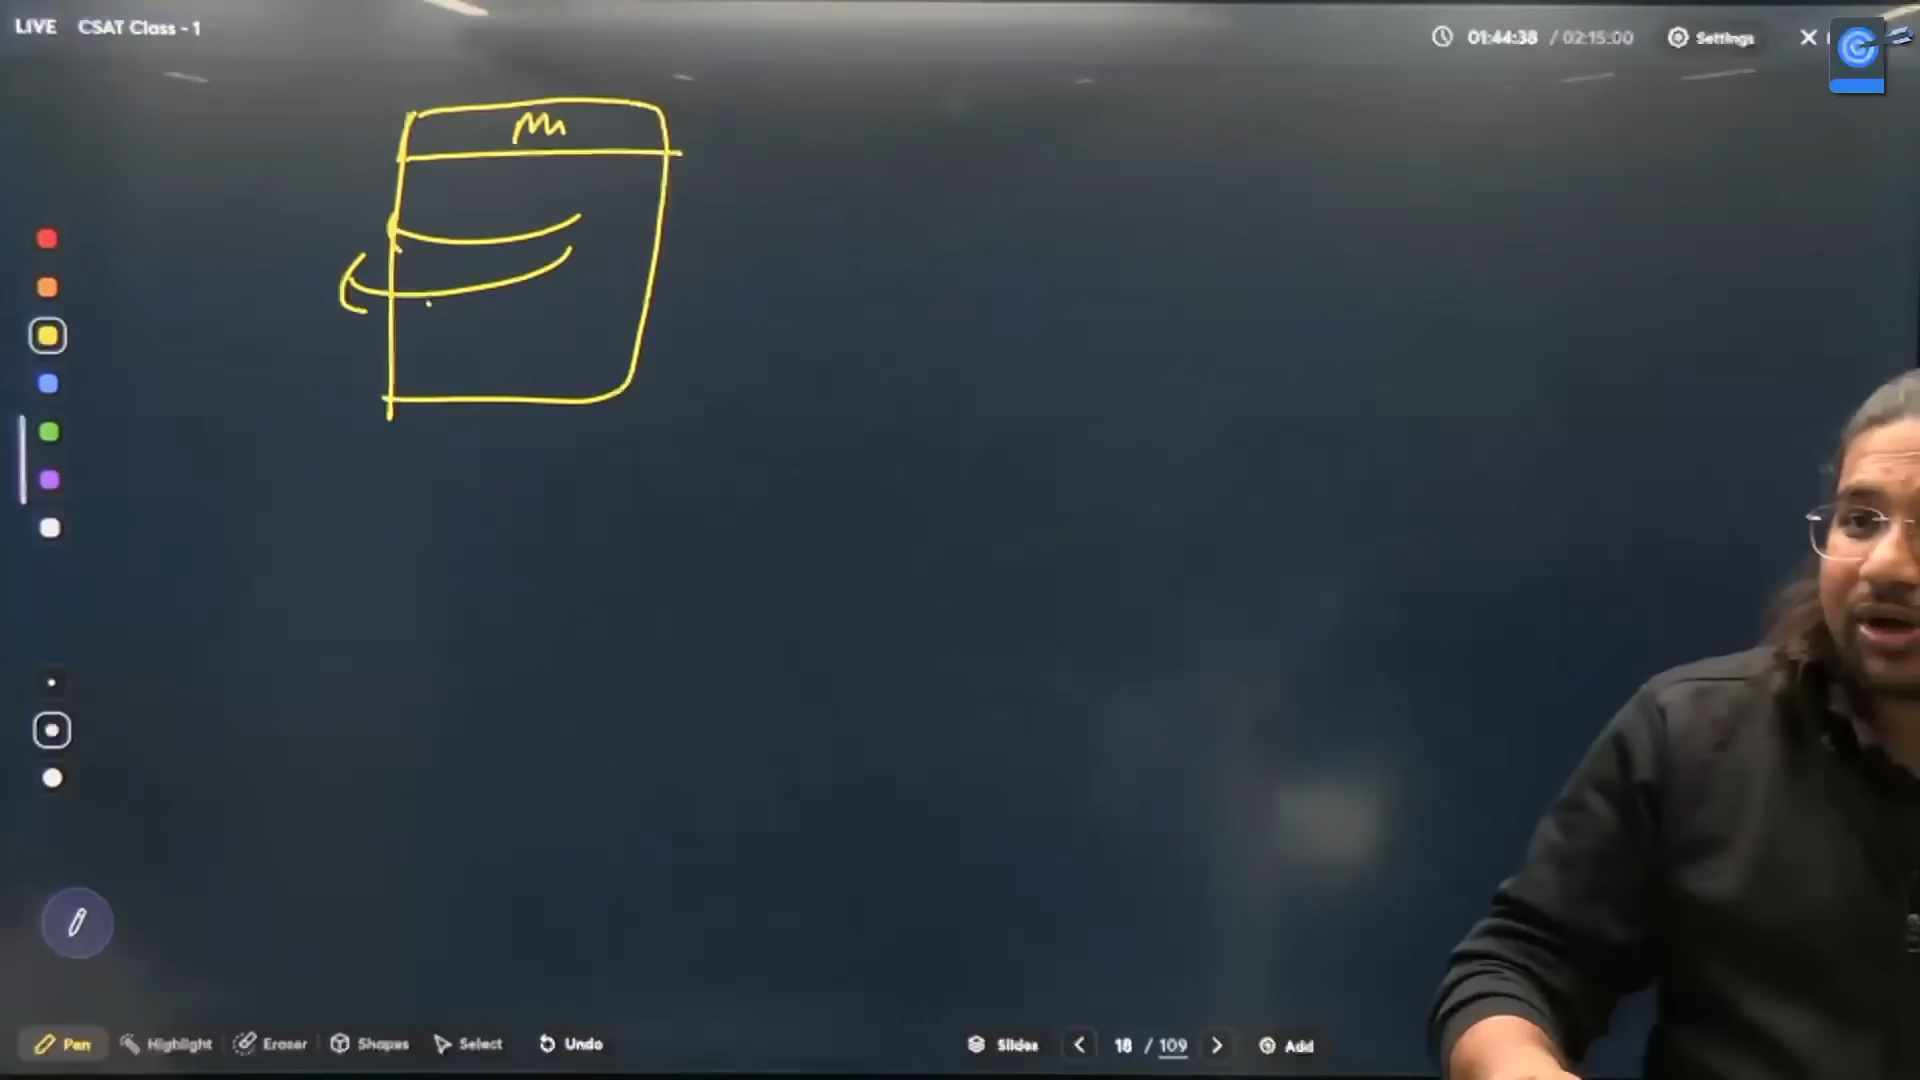 LIVE CSAT Class - 1
01:44:38 / 02:15:00 Settings
Pen Highlight Eraser Shapes Select Undo Slides 18 / 109 Add